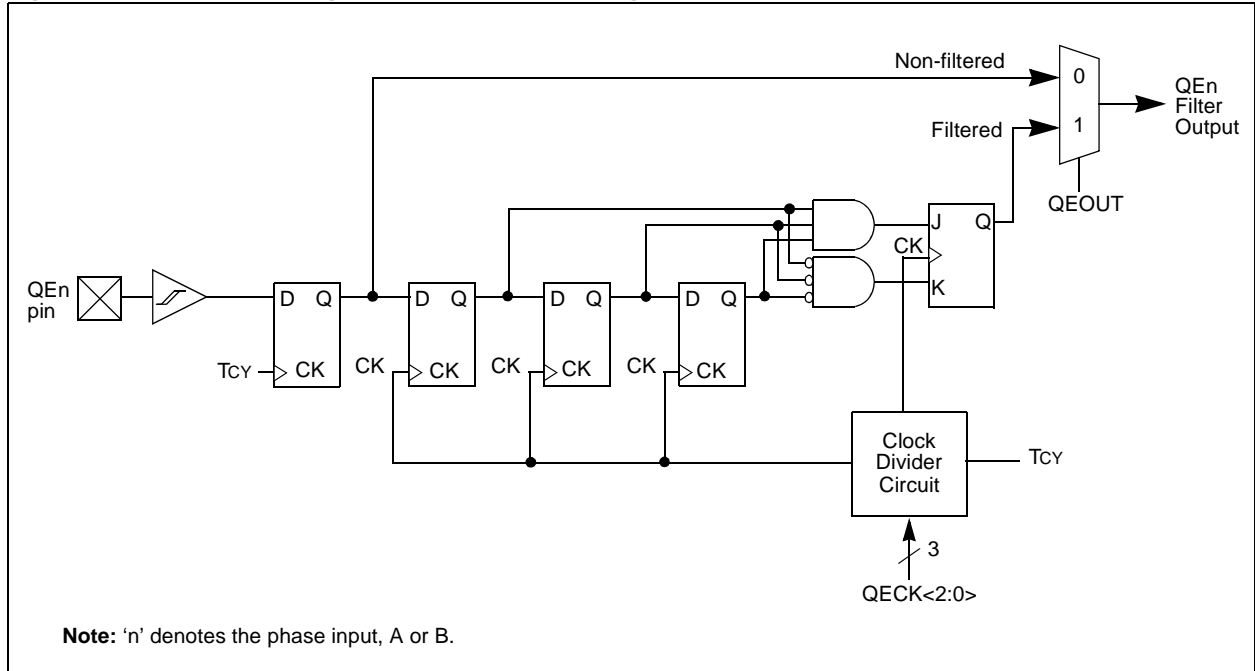 Non-filtered
0
QEn
Filter
Output
Filtered
1
QEOUT
J Q
CK
K
QEn
pin
D Q
D Q
D Q
D Q
TCY
CK
CK
CK
CK
CK
CK
CK
Clock
Divider
Circuit
TCY
3
QECK<2:0>
Note: 'n' denotes the phase input, A or B.